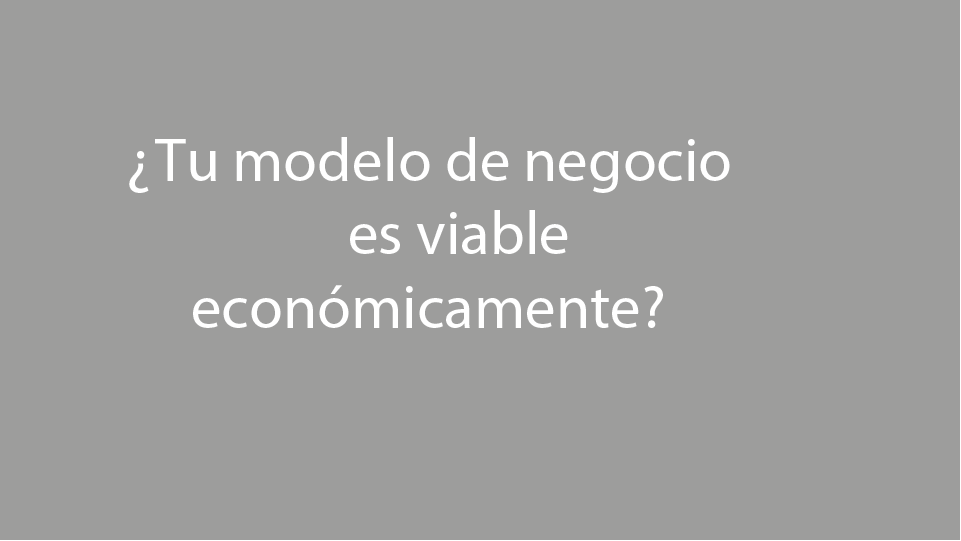 ¿Tu modelo de negocio
es viable
económicamente?